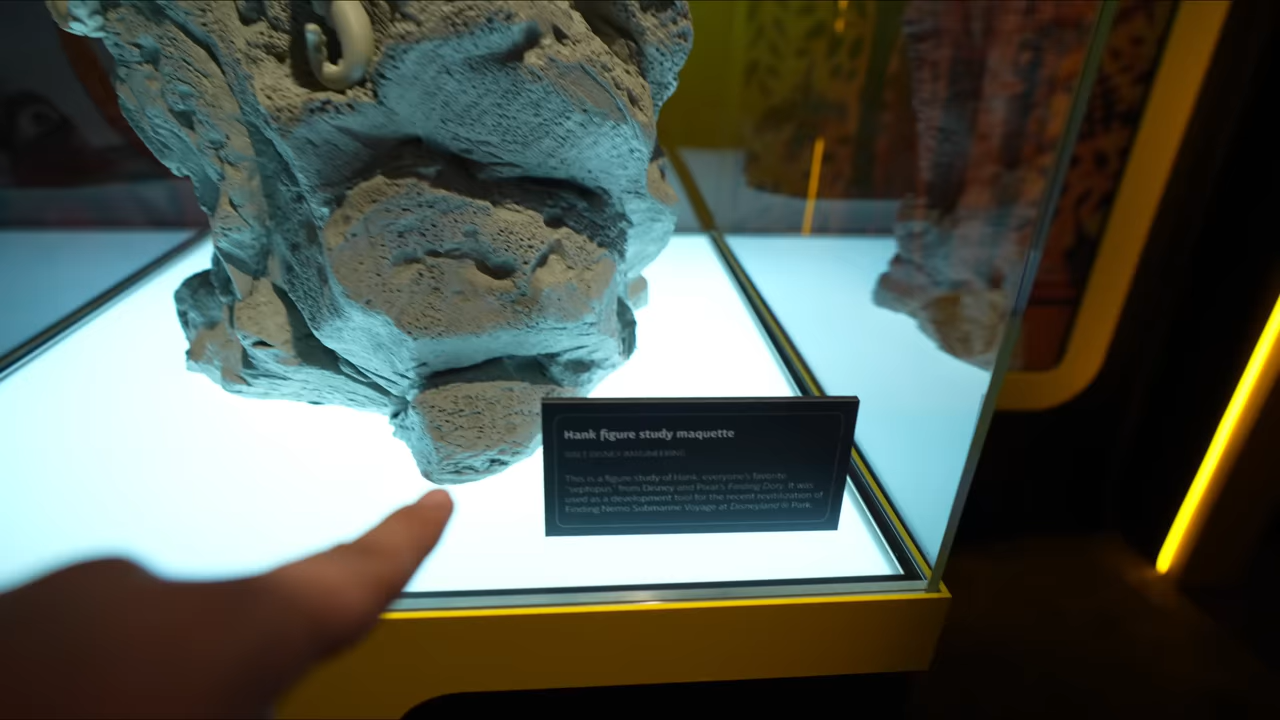 Hank figure study maquette
WALT DISNEY IMAGINEERING
This is a figure study of Hank, everyone's favorite
"septopus," from Disney and Pixar's Finding Dory. It was
used as a development tool for the recent revitalization of
Finding Nemo Submarine Voyage at Disneyland ® Park.